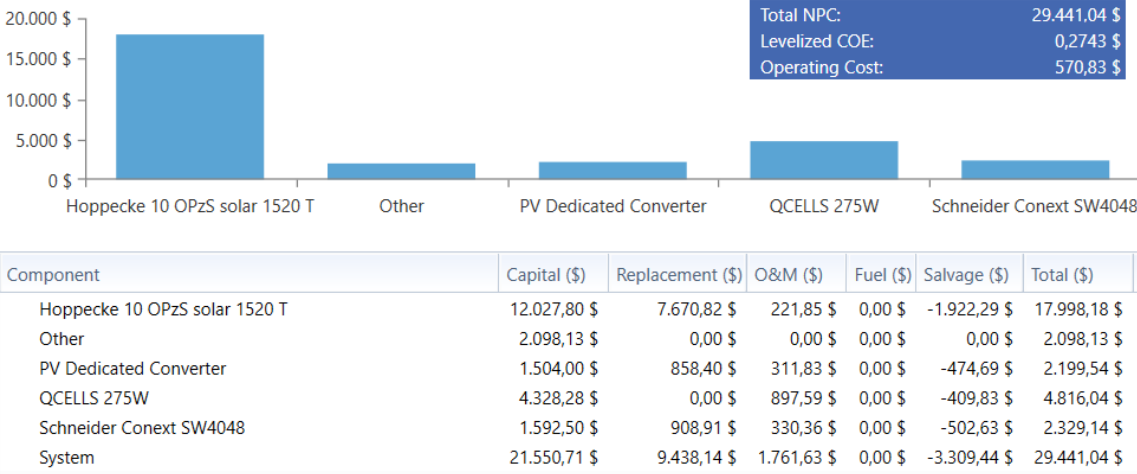 20.000 $
15.000 $
10.000 $
5.000 $
0 $
Total NPC: 29.441,04 $
Levelized COE: 0,2743 $
Operating Cost: 570,83 $
Hoppecke 10 OPzS solar 1520 T Other PV Dedicated Converter QCELLS 275W Schneider Conext SW4048
Component Capital ($) Replacement ($) O&M ($) Fuel ($) Salvage ($) Total ($)
Hoppecke 10 OPzS solar 1520 T 12.027,80 $ 7.670,82 $ 221,85 $ 0,00 $ -1.922,29 $ 17.998,18 $
Other 2.098,13 $ 0,00 $ 0,00 $ 0,00 $ 0,00 $ 2.098,13 $
PV Dedicated Converter 1.504,00 $ 858,40 $ 311,83 $ 0,00 $ -474,69 $ 2.199,54 $
QCELLS 275W 4.328,28 $ 0,00 $ 897,59 $ 0,00 $ -409,83 $ 4.816,04 $
Schneider Conext SW4048 1.592,50 $ 908,91 $ 330,36 $ 0,00 $ -502,63 $ 2.329,14 $
System 21.550,71 $ 9.438,14 $ 1.761,63 $ 0,00 $ -3.309,44 $ 29.441,04 $